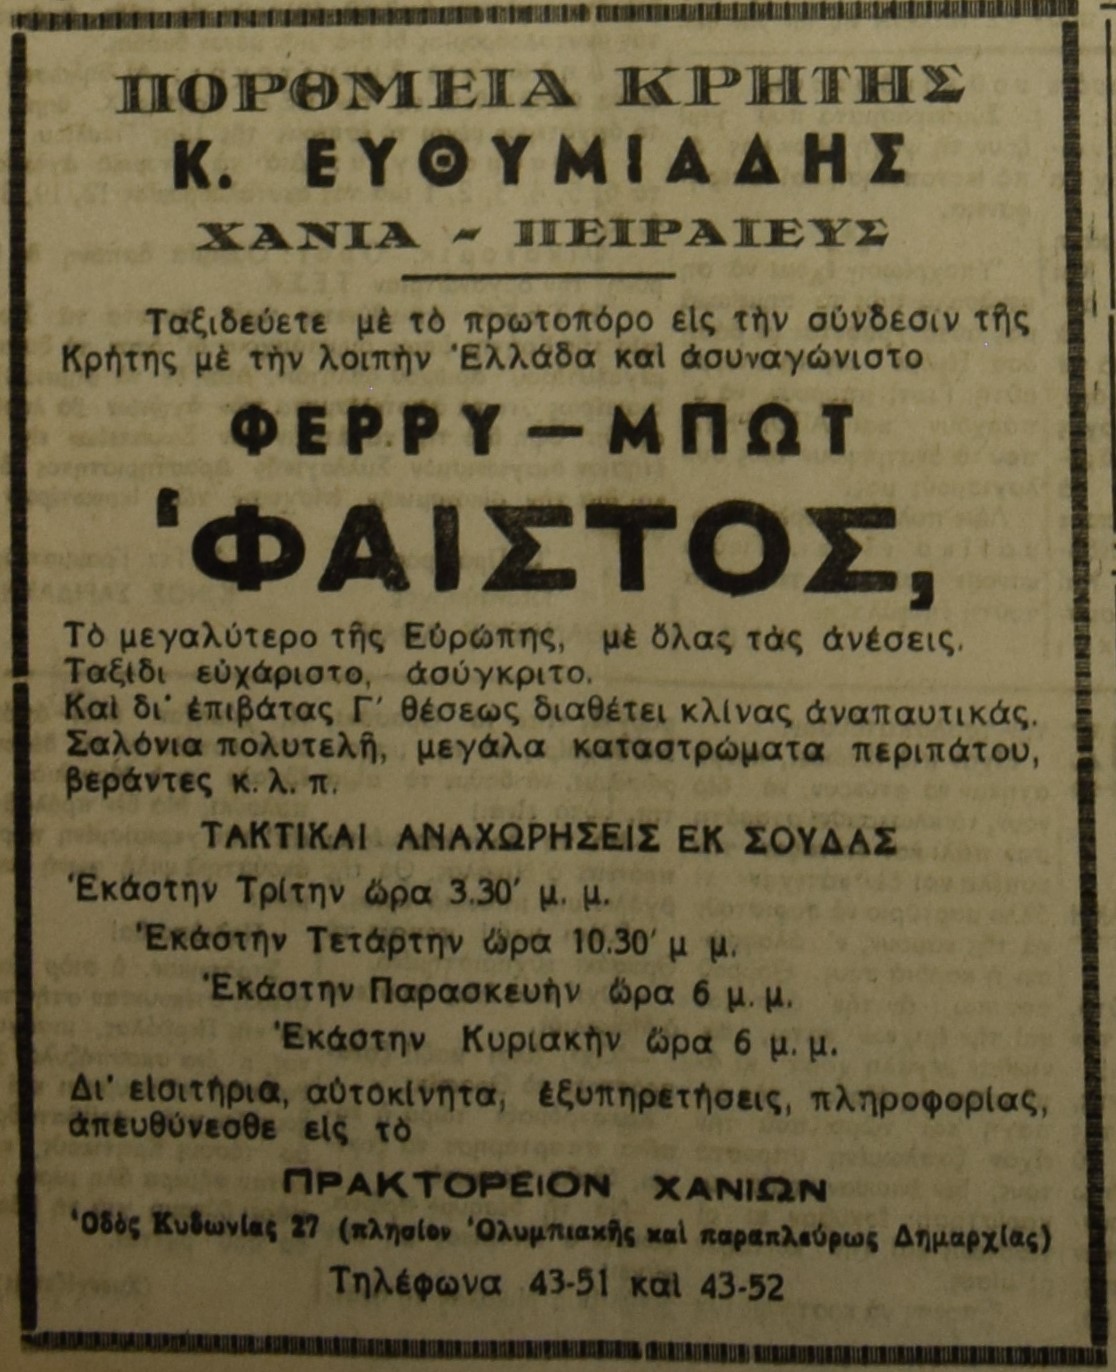 ΠΟΡΘΜΕΙΑ ΚΡΗΤΗΣ
Κ. ΕΥΘΥΜΙΑΔΗΣ
ΧΑΝΙΑ - ΠΕΙΡΑΙΕΥΣ
Ταξιδεύετε μὲ τὸ πρωτοπόρο εἰς τὴν σύνδεσιν τῆς
Κρήτης μὲ τὴν λοιπὴν Ἑλλάδα καὶ ἀσυναγώνιστο
ΦΕΡΡΥ — ΜΠΩΤ
‘ΦΑΙΣΤΟΣ,
Τὸ μεγαλύτερο τῆς Εὐρώπης, μὲ ὅλας τὰς ἀνέσεις.
Ταξίδι εὐχάριστο, ἀσύγκριτο.
Καὶ δι' ἐπιβάτας Γ' θέσεως διαθέτει κλίνας ἀναπαυτικάς.
Σαλόνια πολυτελῆ, μεγάλα καταστρώματα περιπάτου,
βεράντες κ. λ. π.
ΤΑΚΤΙΚΑΙ ΑΝΑΧΩΡΗΣΕΙΣ ΕΚ ΣΟΥΔΑΣ
Ἑκάστην Τρίτην ὥρα 3.30' μ. μ.
Ἑκάστην Τετάρτην ὥρα 10.30' μ μ.
Ἑκάστην Παρασκευὴν ὥρα 6 μ. μ.
Ἑκάστην Κυριακὴν ὥρα 6 μ. μ.
Δι' εἰσιτήρια, αὐτοκίνητα, ἐξυπηρετήσεις, πληροφορίας,
ἀπευθύνεσθε εἰς τὸ
ΠΡΑΚΤΟΡΕΙΟΝ ΧΑΝΙΩΝ
Ὁδὸς Κυδωνίας 27 (πλησίον Ὀλυμπιακῆς καὶ παραπλεύρως Δημαρχίας)
Τηλέφωνα 43-51 καὶ 43-52